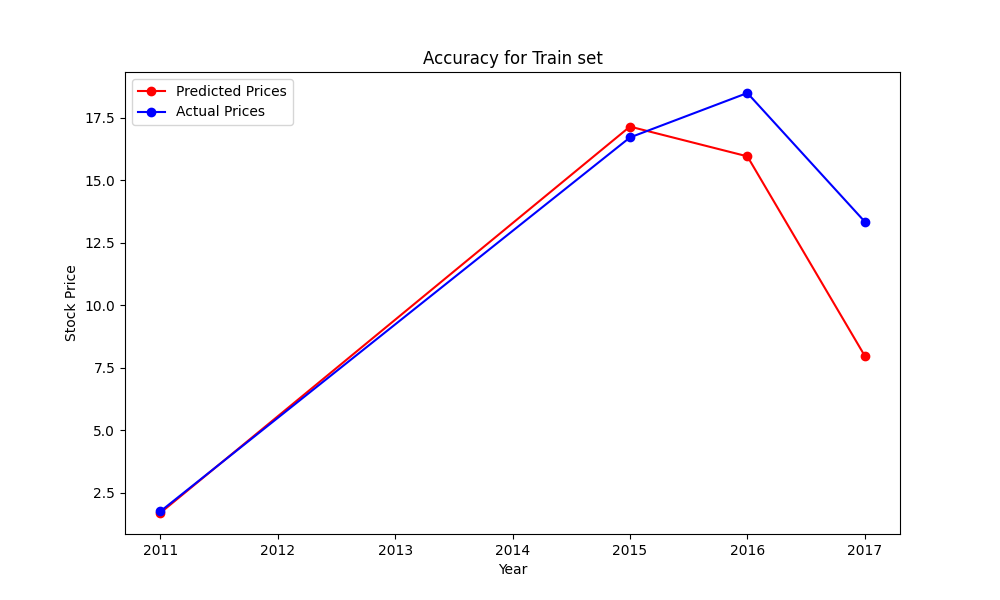 Accuracy for Train set
Predicted Prices
Actual Prices
17.5
15.0
12.5
10.0
7.5
5.0
2.5
Stock Price
2011 2012 2013 2014 2015 2016 2017
Year